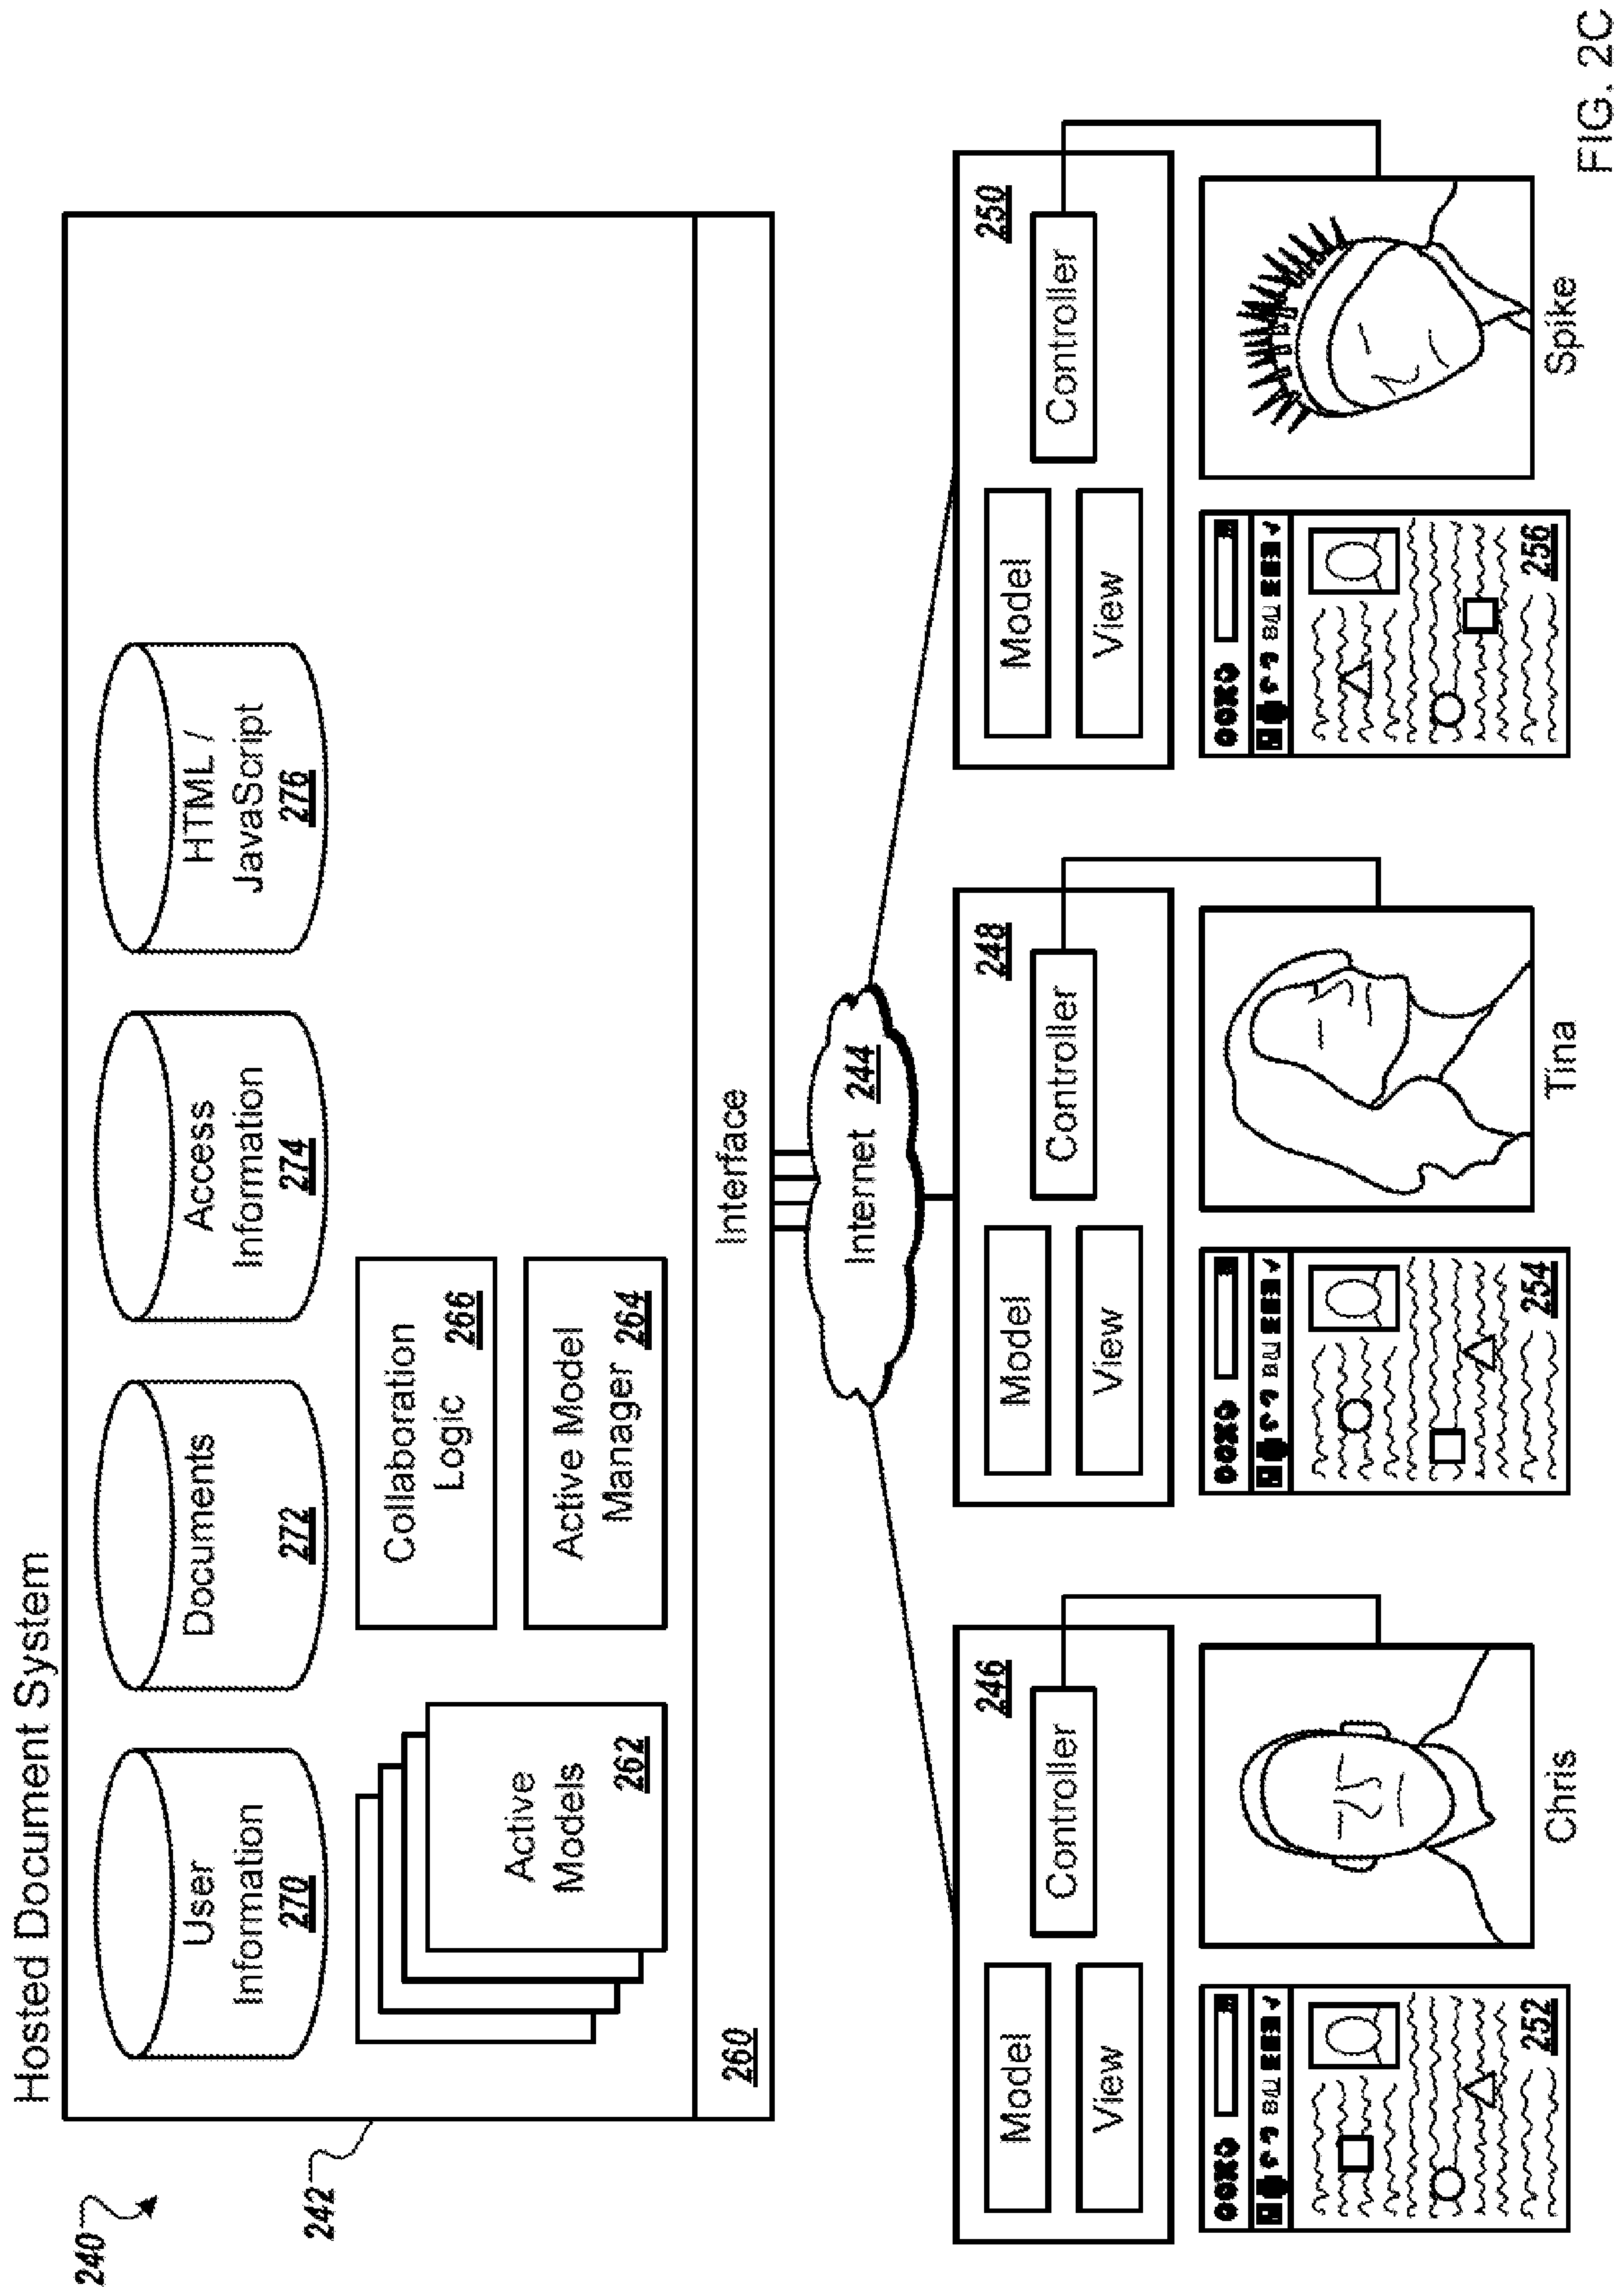 240
Hosted Document System
242
User
Information
270
Documents
272
Access
Information
274
HTML /
JavaScript
276
Active
Models
262
Collaboration
Logic 266
Active Model
Manager 264
260
Interface
Internet 244
246
Model
View
Controller
248
Model
View
Controller
250
Model
View
Controller
252
Chris
254
Tina
256
Spike
FIG. 2C